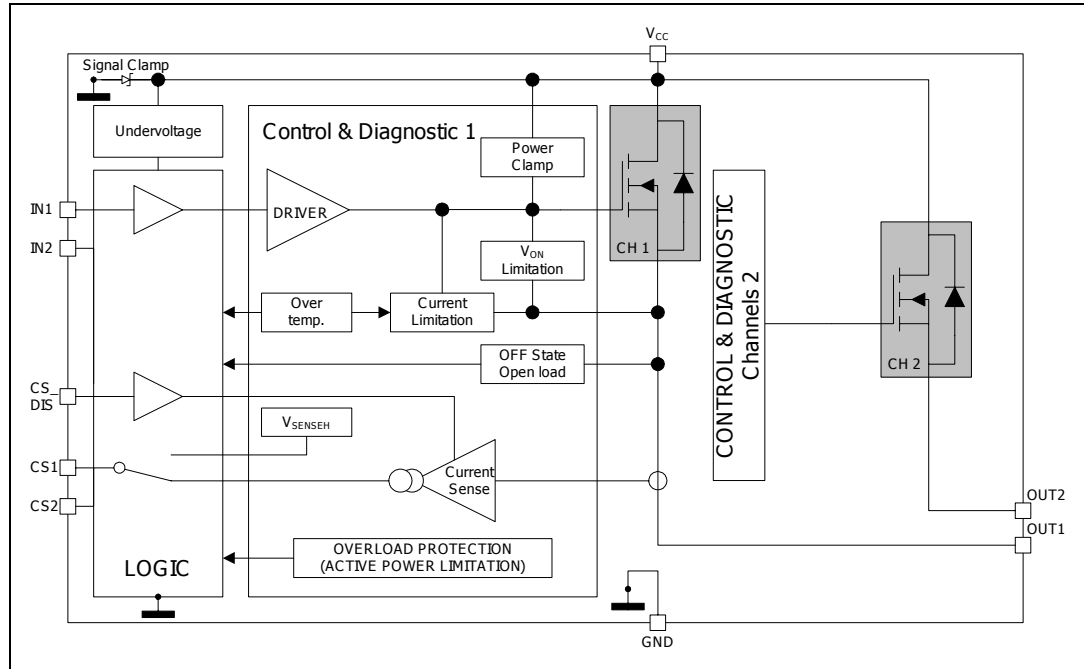 VCC
Signal Clamp
Undervoltage
Control & Diagnostic 1
Power
Clamp
IN1
DRIVER
IN2
CH 1
VON
Limitation
Over
temp.
Current
Limitation
OFF State
Open load
CONTROL & DIAGNOSTIC
Channels 2
CH 2
CS_
DIS
VSENSEH
CS1
Current
Sense
CS2
OUT2
OUT1
OVERLOAD PROTECTION
(ACTIVE POWER LIMITATION)
LOGIC
GND